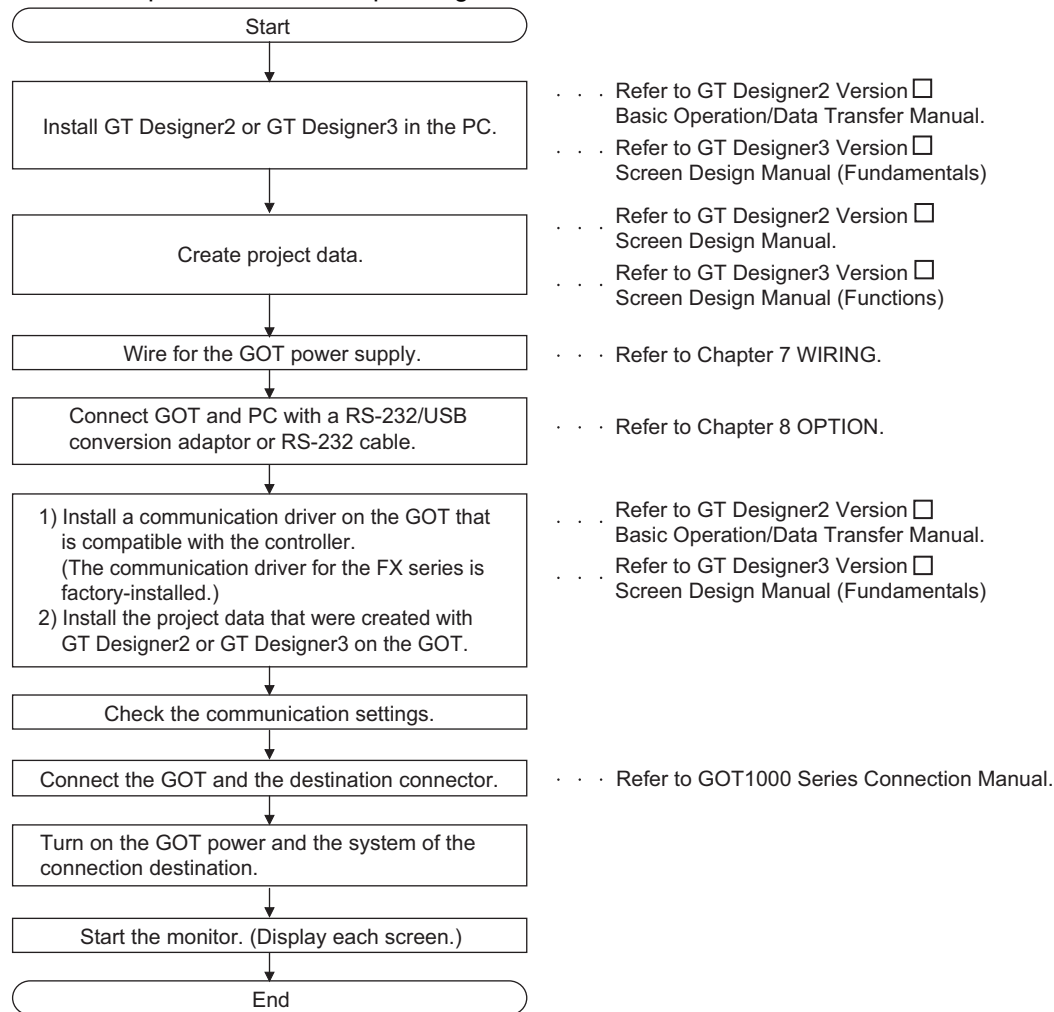 Start
Install GT Designer2 or GT Designer3 in the PC.
· · · Refer to GT Designer2 Version □
Basic Operation/Data Transfer Manual.
· · · Refer to GT Designer3 Version □
Screen Design Manual (Fundamentals)
Create project data.
· · · Refer to GT Designer2 Version □
Screen Design Manual.
· · · Refer to GT Designer3 Version □
Screen Design Manual (Functions)
Wire for the GOT power supply.
· · · Refer to Chapter 7 WIRING.
Connect GOT and PC with a RS-232/USB
conversion adaptor or RS-232 cable.
· · · Refer to Chapter 8 OPTION.
1) Install a communication driver on the GOT that
is compatible with the controller.
(The communication driver for the FX series is
factory-installed.)
2) Install the project data that were created with
GT Designer2 or GT Designer3 on the GOT.
· · · Refer to GT Designer2 Version □
Basic Operation/Data Transfer Manual.
· · · Refer to GT Designer3 Version □
Screen Design Manual (Fundamentals)
Check the communication settings.
Connect the GOT and the destination connector.
· · · Refer to GOT1000 Series Connection Manual.
Turn on the GOT power and the system of the
connection destination.
Start the monitor. (Display each screen.)
End